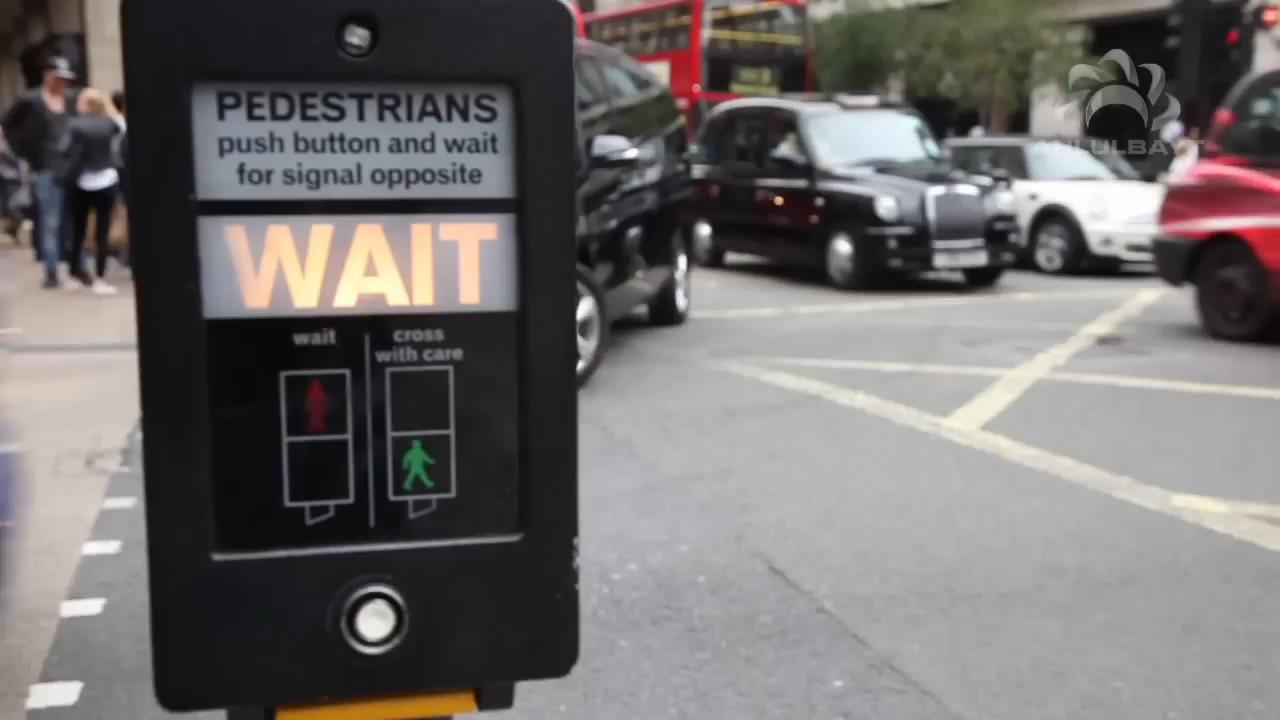 PEDESTRIANS
push button and wait
for signal opposite
WAIT
wait
cross
with care